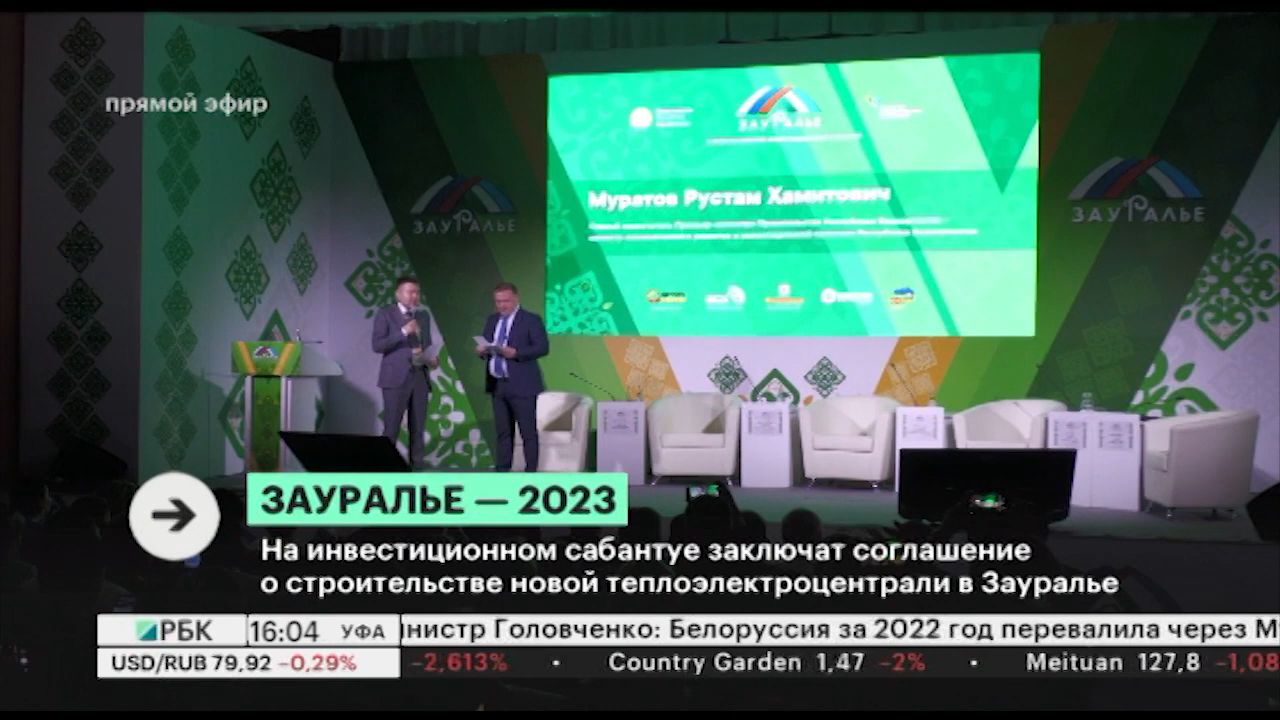 прямой эфир
ЗАУРАЛЬЕ
Муратов Рустам Хамитович
ЗАУРАЛЬЕ
ЗАУРАЛЬЕ
ЗАУРАЛЬЕ — 2023
На инвестиционном сабантуе заключат соглашение
о строительстве новой теплоэлектроцентрали в Зауралье
РБК 16:04 УФА инистр Головченко: Белоруссия за 2022 год перевалила через М
USD/RUB 79,92 −0,29% −2,613% • Country Garden 1,47 −2% • Meituan 127,8 −1,08